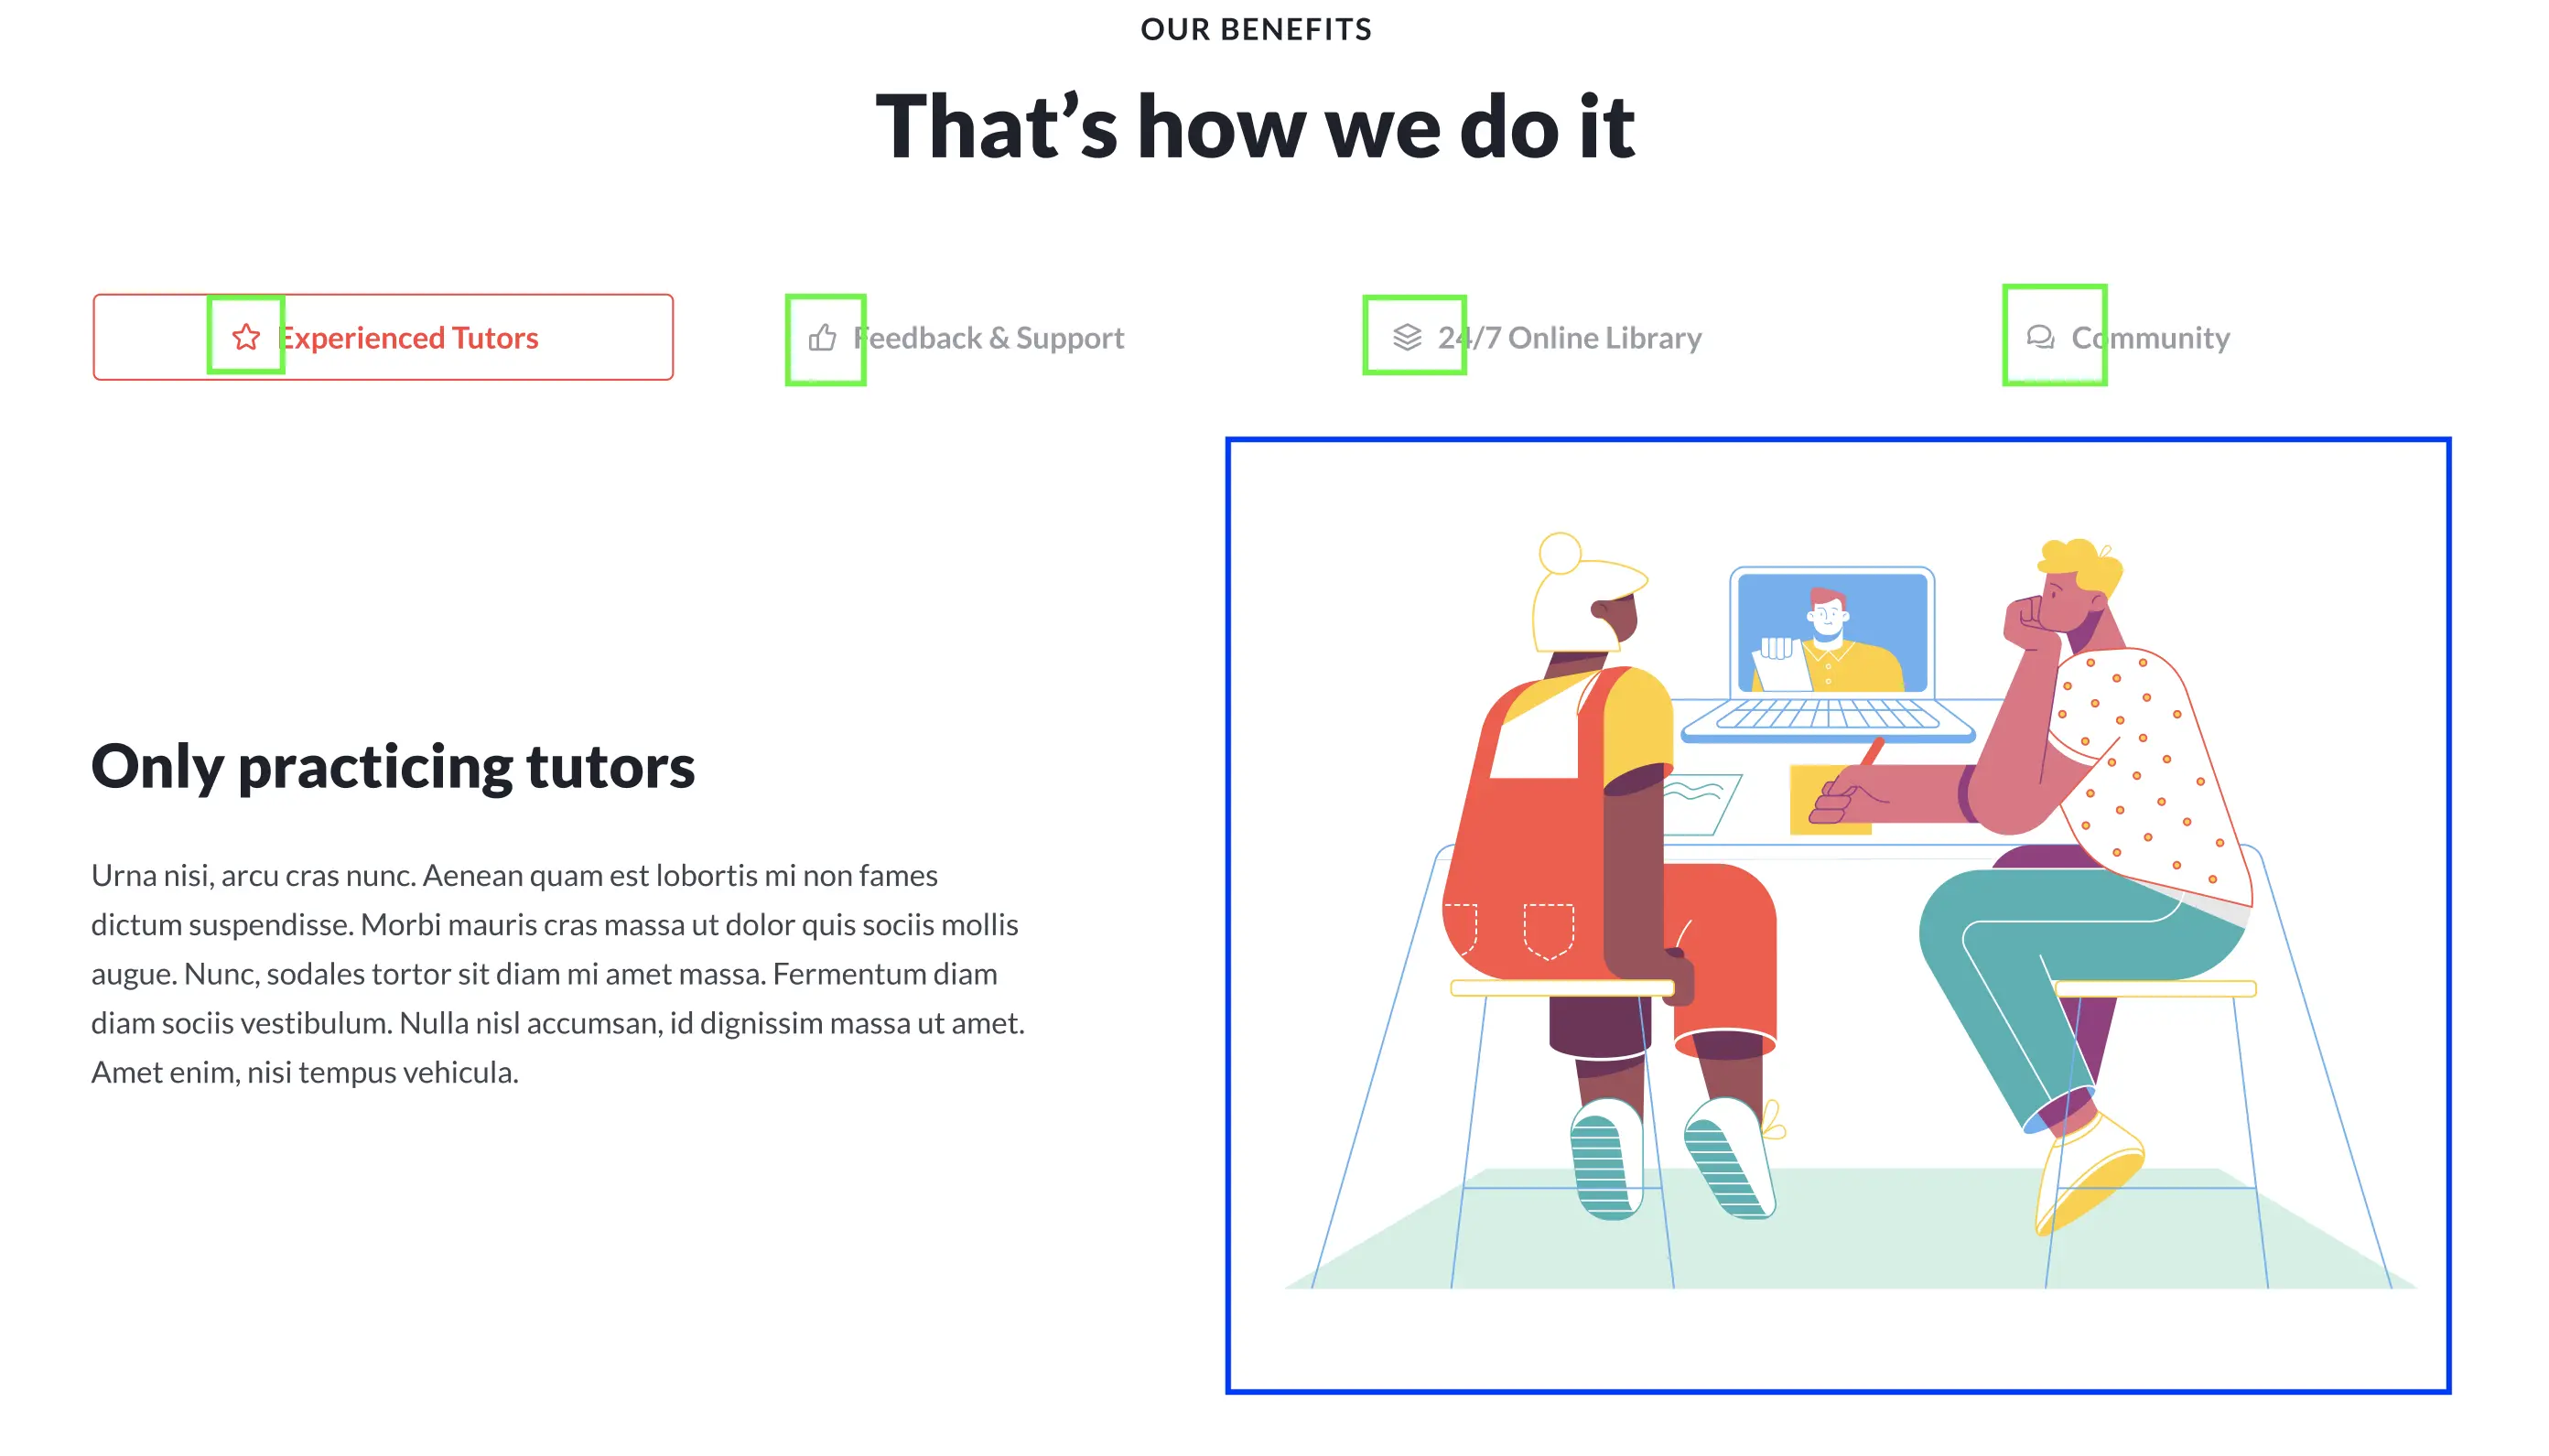 OUR BENEFITS
That’s how we do it
Experienced Tutors
Feedback & Support
24/7 Online Library
Community
Only practicing tutors
Urna nisi, arcu cras nunc. Aenean quam est lobortis mi non fames
dictum suspendisse. Morbi mauris cras massa ut dolor quis sociis mollis
augue. Nunc, sodales tortor sit diam mi amet massa. Fermentum diam
diam sociis vestibulum. Nulla nisl accumsan, id dignissim massa ut amet.
Amet enim, nisi tempus vehicula.